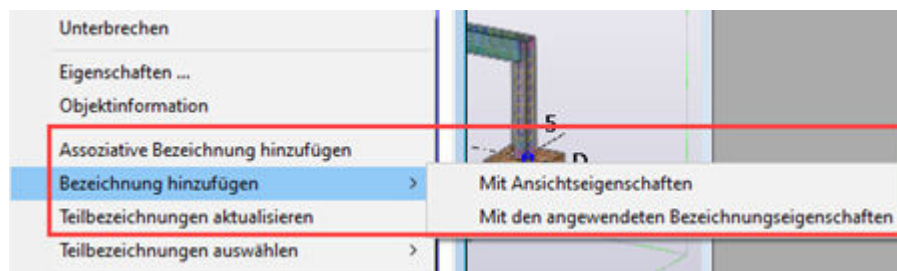 Unterbrechen
Eigenschaften ...
Objektinformation
5
Assoziative Bezeichnung hinzufügen
D
Bezeichnung hinzufügen >
Mit Ansichtseigenschaften
Teilbezeichnungen aktualisieren
Mit den angewendeten Bezeichnungseigenschaften
Teilbezeichnungen auswählen >